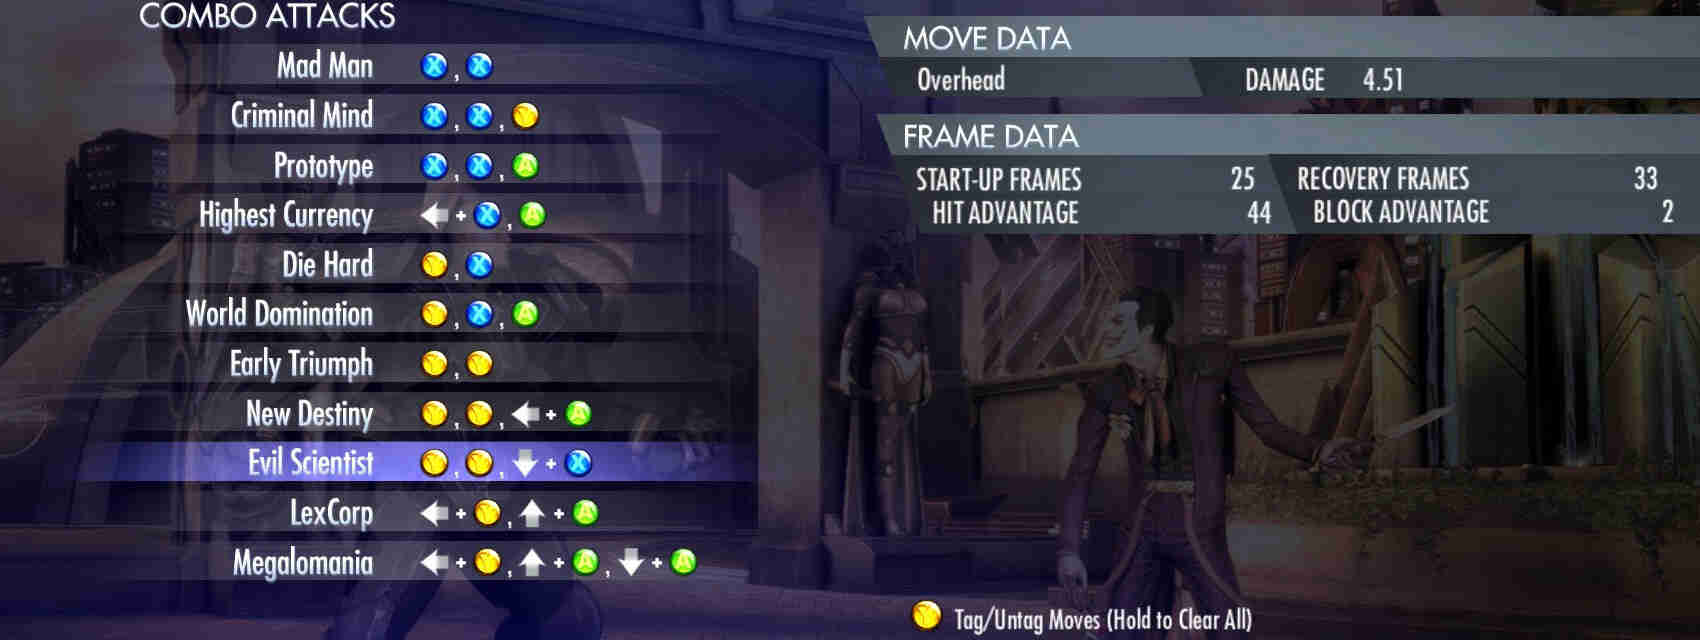 COMBO ATTACKS
Mad Man X, X
Criminal Mind X, X, Y
Prototype X, X, A
Highest Currency + X, A
Die Hard Y, X
World Domination Y, X, A
Early Triumph Y, Y
New Destiny Y, Y, + A
Evil Scientist Y, Y, + X
LexCorp + Y, + A
Megalomania + Y, + A, + A
MOVE DATA
Overhead DAMAGE 4.51
FRAME DATA
START-UP FRAMES 25 RECOVERY FRAMES 33
HIT ADVANTAGE 44 BLOCK ADVANTAGE 2
Y Tag/Untag Moves (Hold to Clear All)